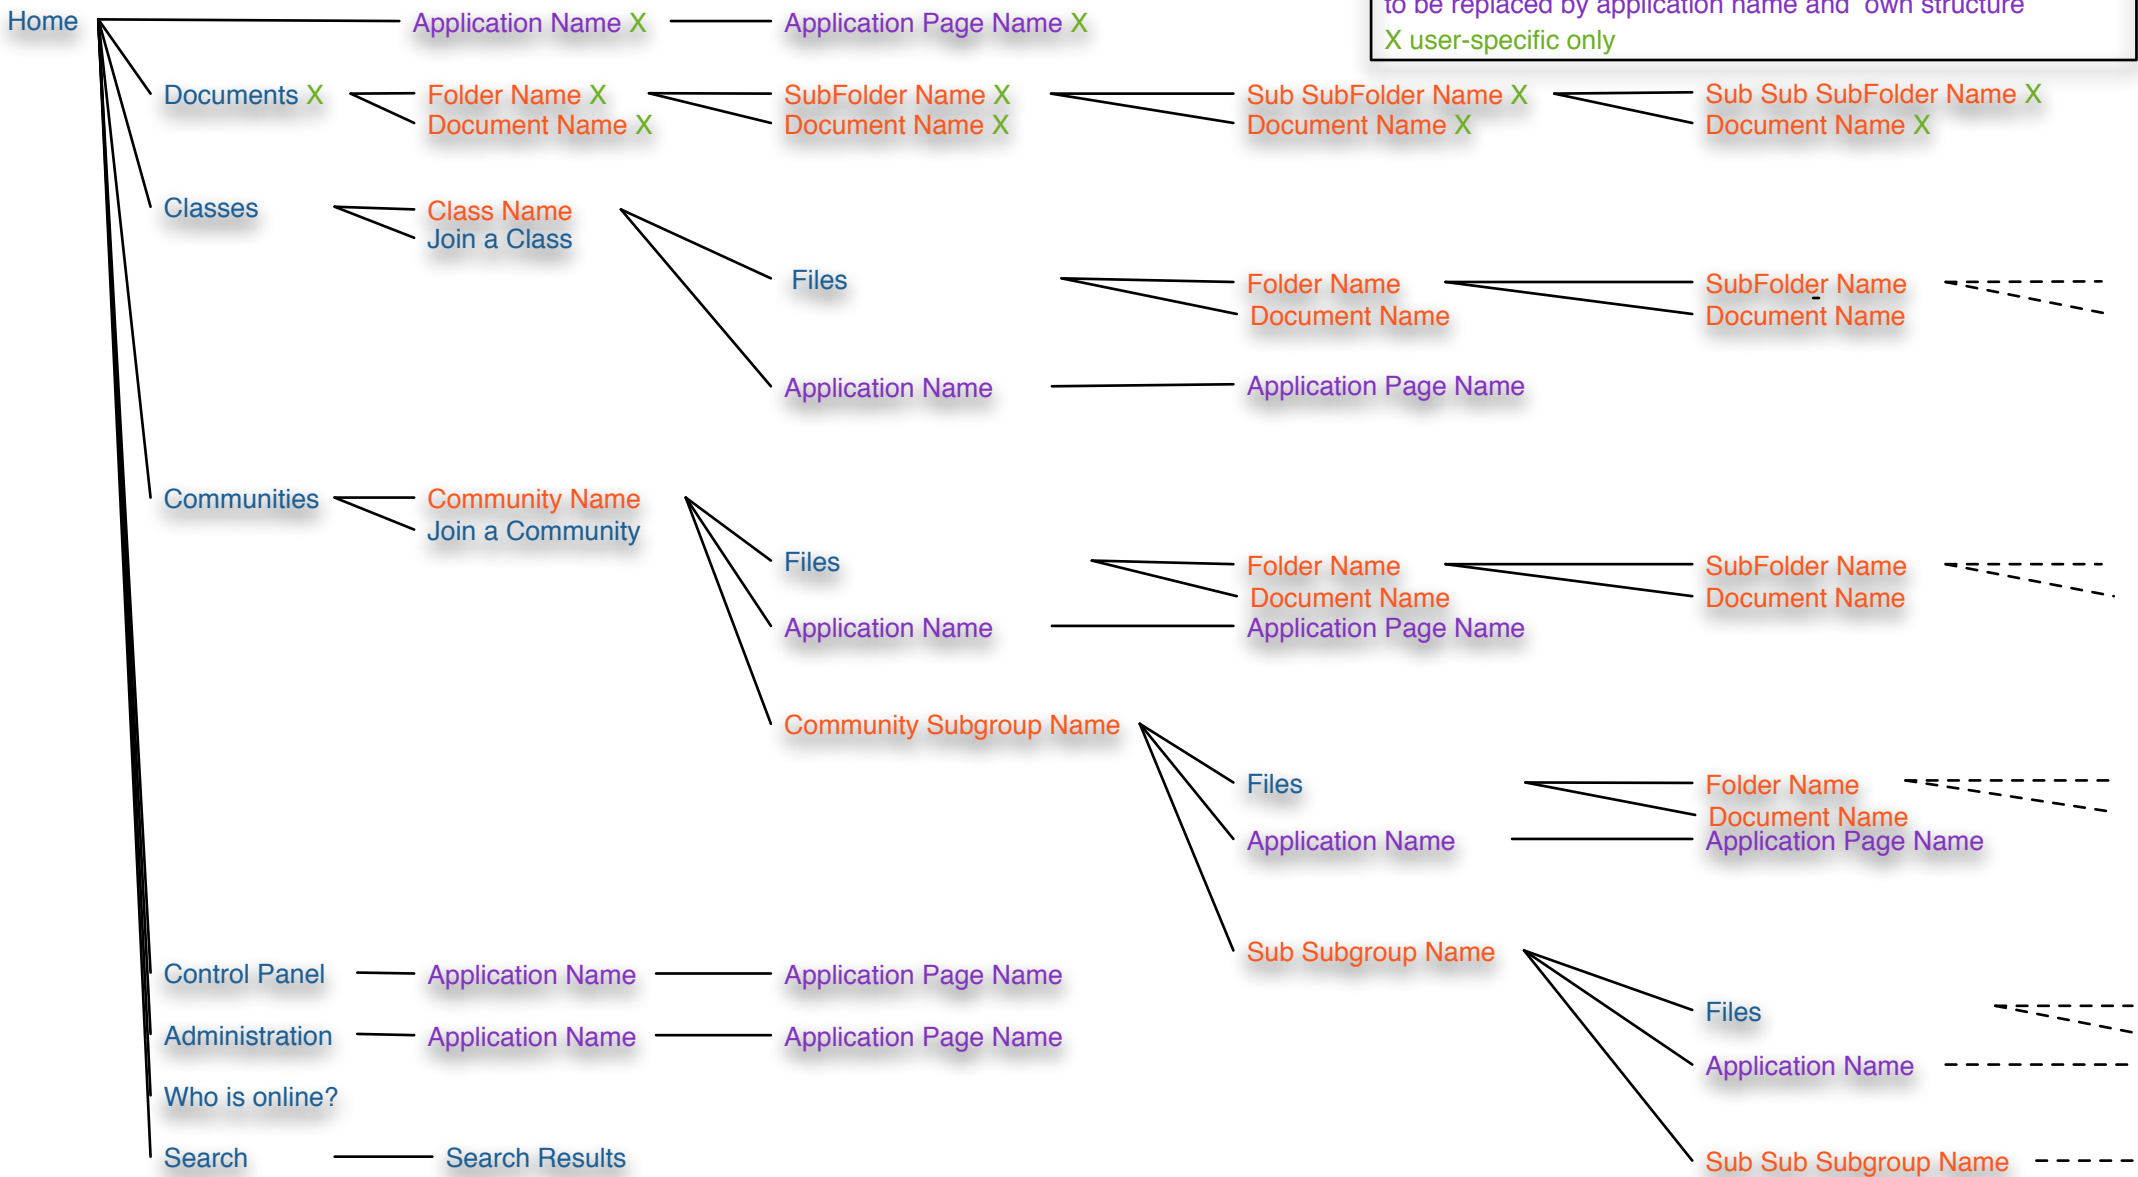 to be replaced by application name and own structure
X user-specific only
Home
Application Name X
Application Page Name X
Documents X
Folder Name X
Document Name X
SubFolder Name X
Document Name X
Sub SubFolder Name X
Document Name X
Sub Sub SubFolder Name X
Document Name X
Classes
Class Name
Join a Class
Files
Folder Name
Document Name
SubFolder Name
Document Name
Application Name
Application Page Name
Communities
Community Name
Join a Community
Files
Folder Name
Document Name
SubFolder Name
Document Name
Application Name
Application Page Name
Community Subgroup Name
Files
Folder Name
Document Name
Application Name
Application Page Name
Sub Subgroup Name
Files
Application Name
Sub Sub Subgroup Name
Control Panel
Application Name
Application Page Name
Administration
Application Name
Application Page Name
Who is online?
Search
Search Results